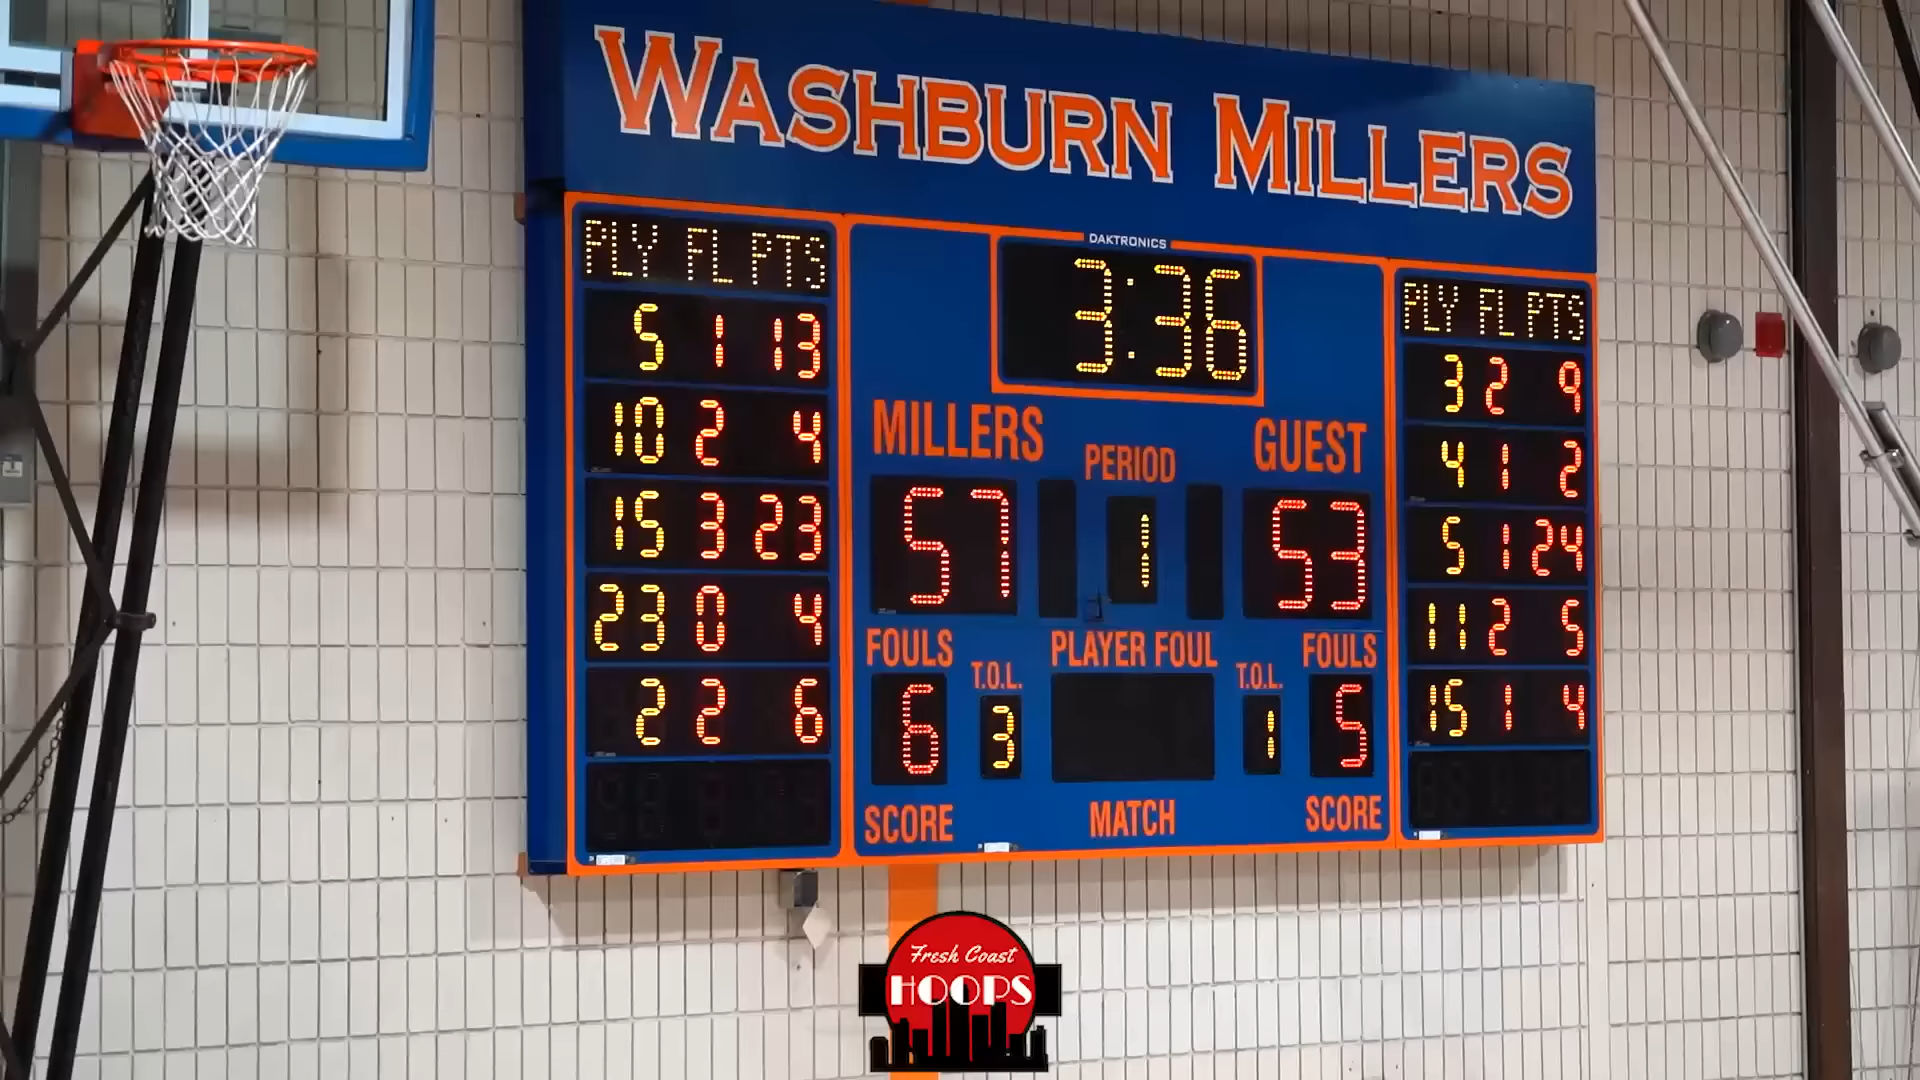 WASHBURN MILLERS
DAKTRONICS
PLY FL PTS
5 1 13
10 2 4
15 3 23
23 0 4
2 2 6
3:36
MILLERS
PERIOD
GUEST
57
1
53
FOULS
PLAYER FOUL
FOULS
T.O.L.
T.O.L.
6
3
1
5
SCORE
MATCH
SCORE
PLY FL PTS
3 2 9
4 1 2
5 1 24
11 2 5
15 1 4
Fresh Coast
HOOPS